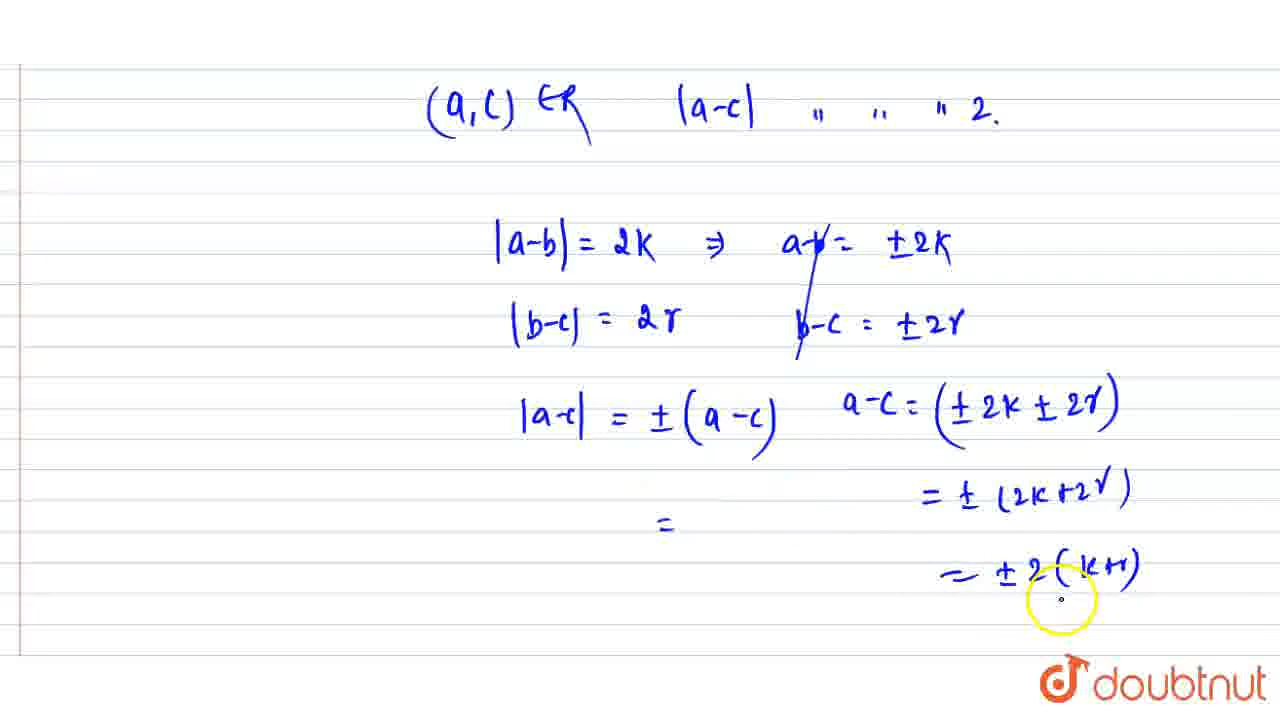 (a,c) ∈R |a-c| " " " 2.
|a-b| = 2k ⇒ a-b = ±2k
|b-c| = 2r b-c = ±2r
|a-c| = ±(a-c) a-c = (±2k ± 2r)
= = ±(2k+2r)
= ±2(k+r)
doubtnut